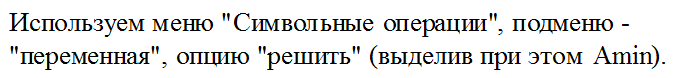 Используем меню "Символьные операции", подменю -
"переменная", опцию "решить" (выделив при этом Amin).